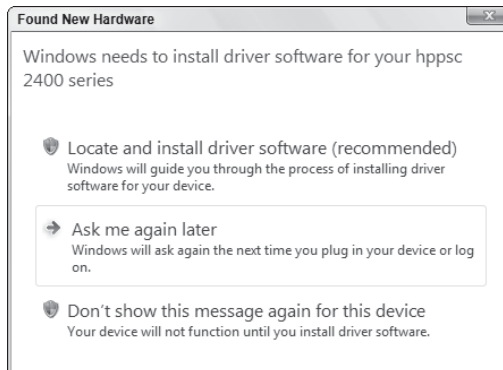 Found New Hardware
Windows needs to install driver software for your hppsc
2400 series
Locate and install driver software (recommended)
Windows will guide you through the process of installing driver
software for your device.
Ask me again later
Windows will ask again the next time you plug in your device or log
on.
Don't show this message again for this device
Your device will not function until you install driver software.